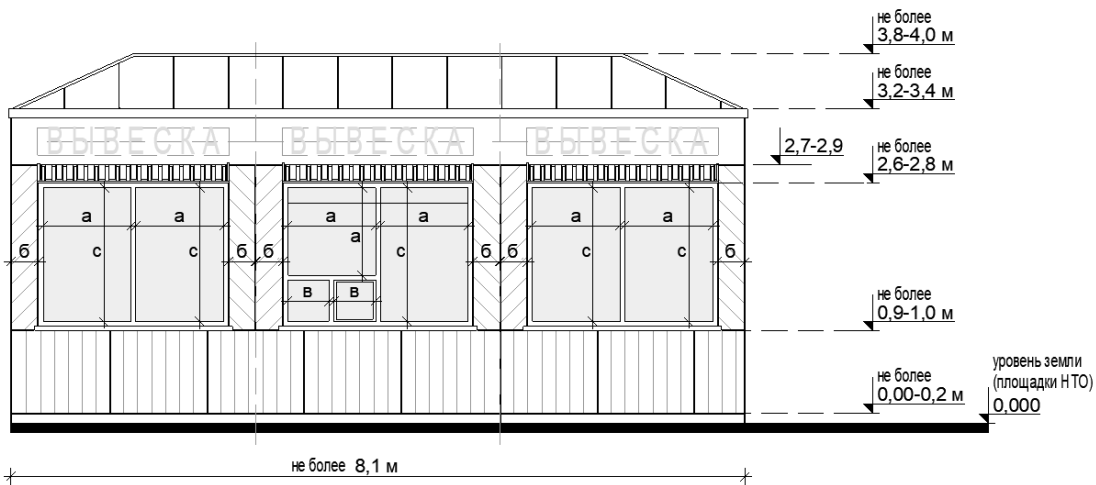 не более
3,8-4,0 м
не более
3,2-3,4 м
ВЫВЕСКА ВЫВЕСКА ВЫВЕСКА
2,7-2,9
не более
2,6-2,8 м
а а а а а а
а
б с с б б с б б с с б
в в
не более
0,9-1,0 м
не более
0,00-0,2 м
уровень земли
(площадки НТО)
0,000
не более 8,1 м